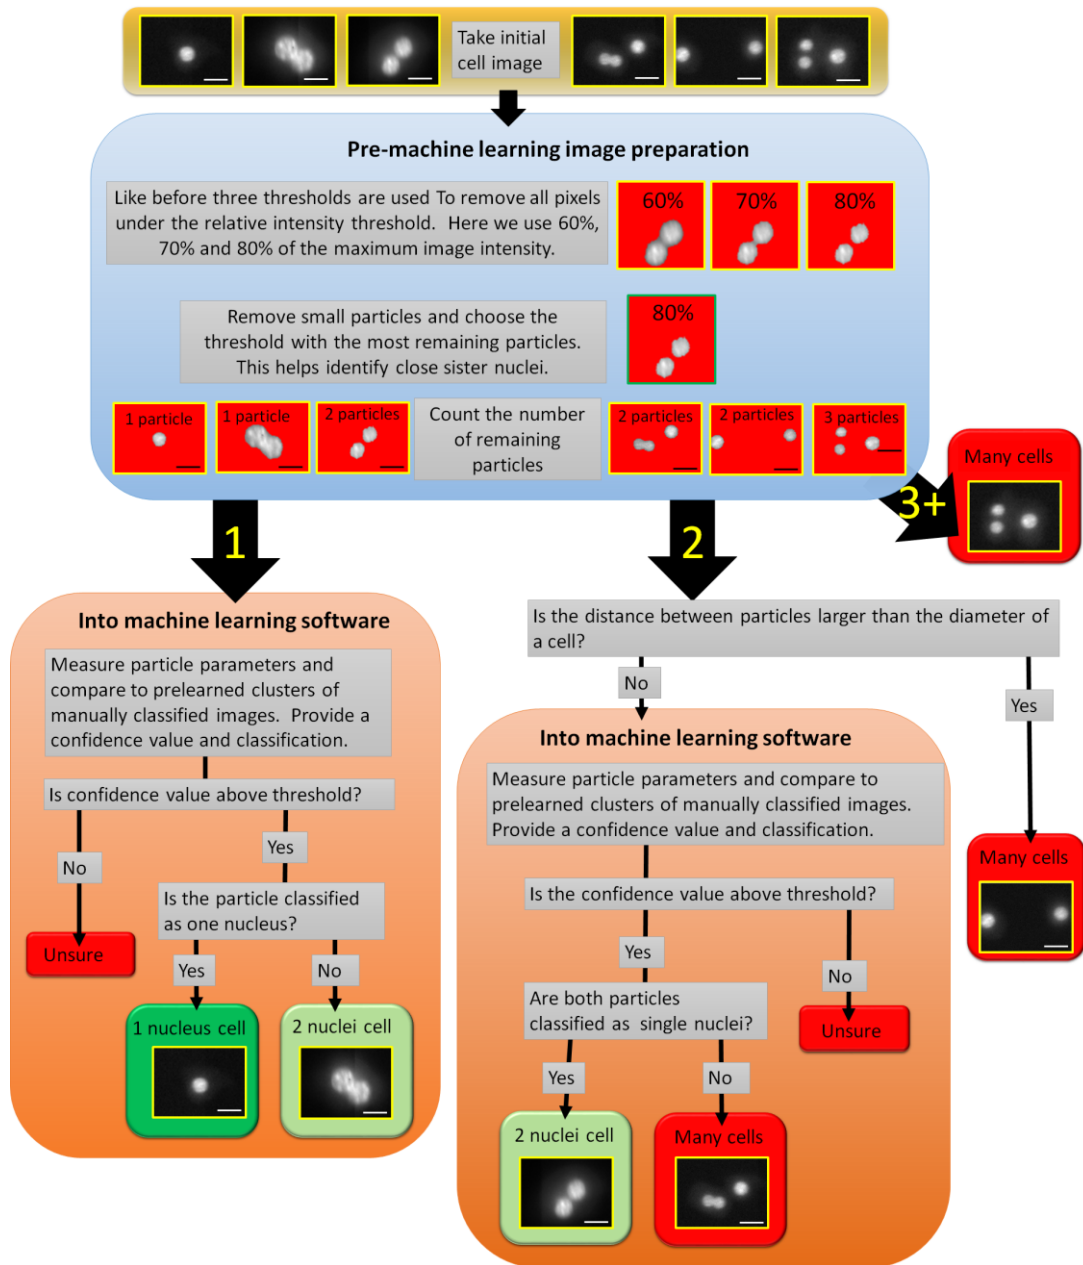 Take initial
cell image
Pre-machine learning image preparation
Like before three thresholds are used To remove all pixels
under the relative intensity threshold. Here we use 60%,
70% and 80% of the maximum image intensity.
60%
70%
80%
Remove small particles and choose the
threshold with the most remaining particles.
This helps identify close sister nuclei.
80%
1 particle
1 particle
2 particles
Count the number
of remaining
particles
2 particles
2 particles
3 particles
3+
Many cells
1
2
Into machine learning software
Measure particle parameters and
compare to prelearned clusters of
manually classified images. Provide a
confidence value and classification.
Is confidence value above threshold?
No
Yes
Unsure
Is the particle classified
as one nucleus?
Yes
No
1 nucleus cell
2 nuclei cell
Is the distance between particles larger than the diameter of
a cell?
No
Yes
Into machine learning software
Measure particle parameters and compare to
prelearned clusters of manually classified images.
Provide a confidence value and classification.
Many cells
Is the confidence value above threshold?
Yes
No
Unsure
Are both particles
classified as single nuclei?
Yes
No
2 nuclei cell
Many cells